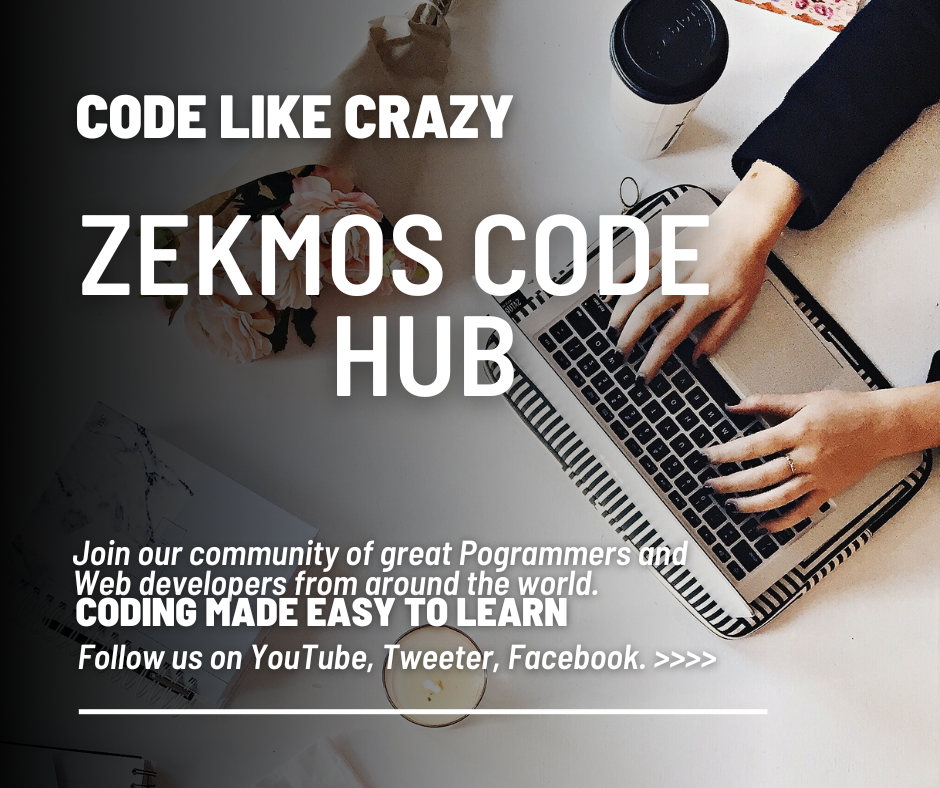 CODE LIKE CRAZY
ZEKMOS CODE
HUB
Join our community of great Pogrammers and
Web developers from around the world.
CODING MADE EASY TO LEARN
Follow us on YouTube, Tweeter, Facebook. >>>>